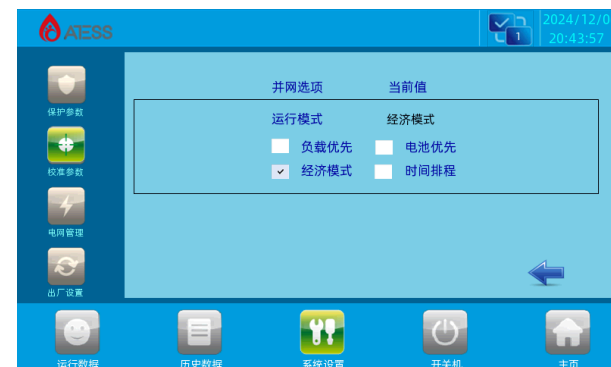 ATESS
2024/12/0
20:43:57
1
并网选项 当前值
运行模式 经济模式
负载优先 电池优先
经济模式 时间排程
保护参数
校准参数
电网管理
出厂设置
运行数据 历史数据 系统设置 开关机 主页